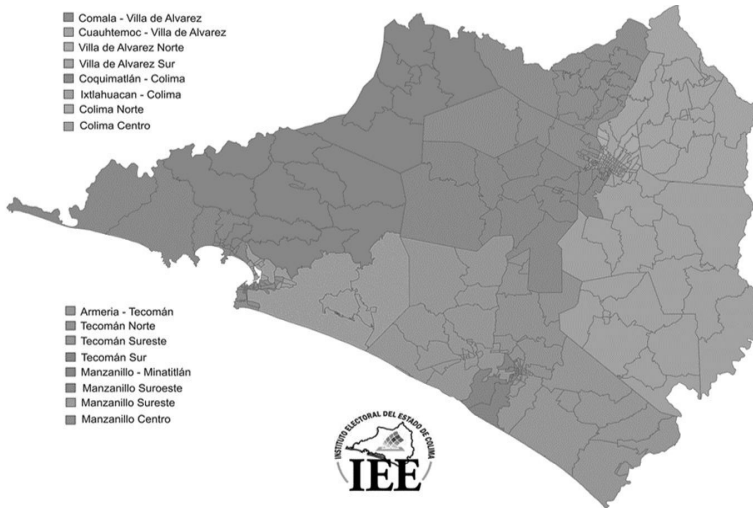 Comala - Villa de Alvarez
Cuauhtemoc - Villa de Alvarez
Villa de Alvarez Norte
Villa de Alvarez Sur
Coquimatlán - Colima
Ixtlahuacan - Colima
Colima Norte
Colima Centro
Armeria - Tecomán
Tecomán Norte
Tecomán Sureste
Tecomán Sur
Manzanillo - Minatitlán
Manzanillo Suroeste
Manzanillo Sureste
Manzanillo Centro
INSTITUTO ELECTORAL DEL ESTADO DE COLIMA
IEE